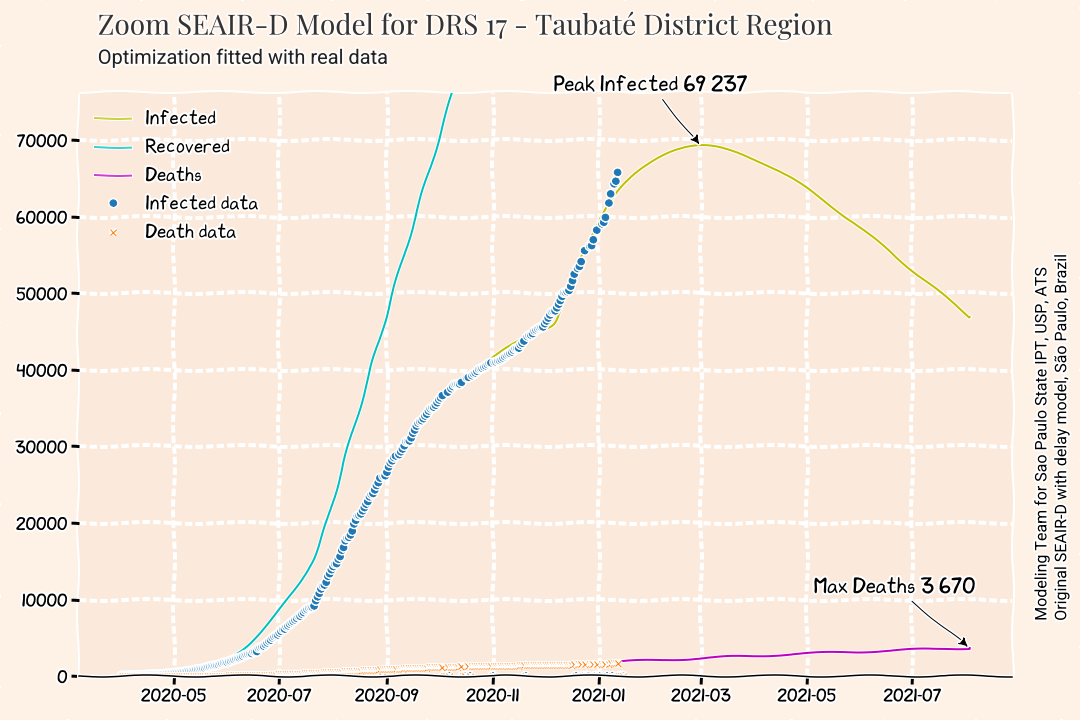 Zoom SEAIR-D Model for DRS 17 - Taubaté District Region
Optimization fitted with real data
Peak Infected 69 237
Infected
Recovered
Deaths
Infected data
Death data
70000
60000
50000
40000
30000
20000
10000
0
Max Deaths 3 670
2020-05
2020-07
2020-09
2020-11
2021-01
2021-03
2021-05
2021-07
Modeling Team for Sao Paulo State IPT, USP, ATS
Original SEAIR-D with delay model, São Paulo, Brazil